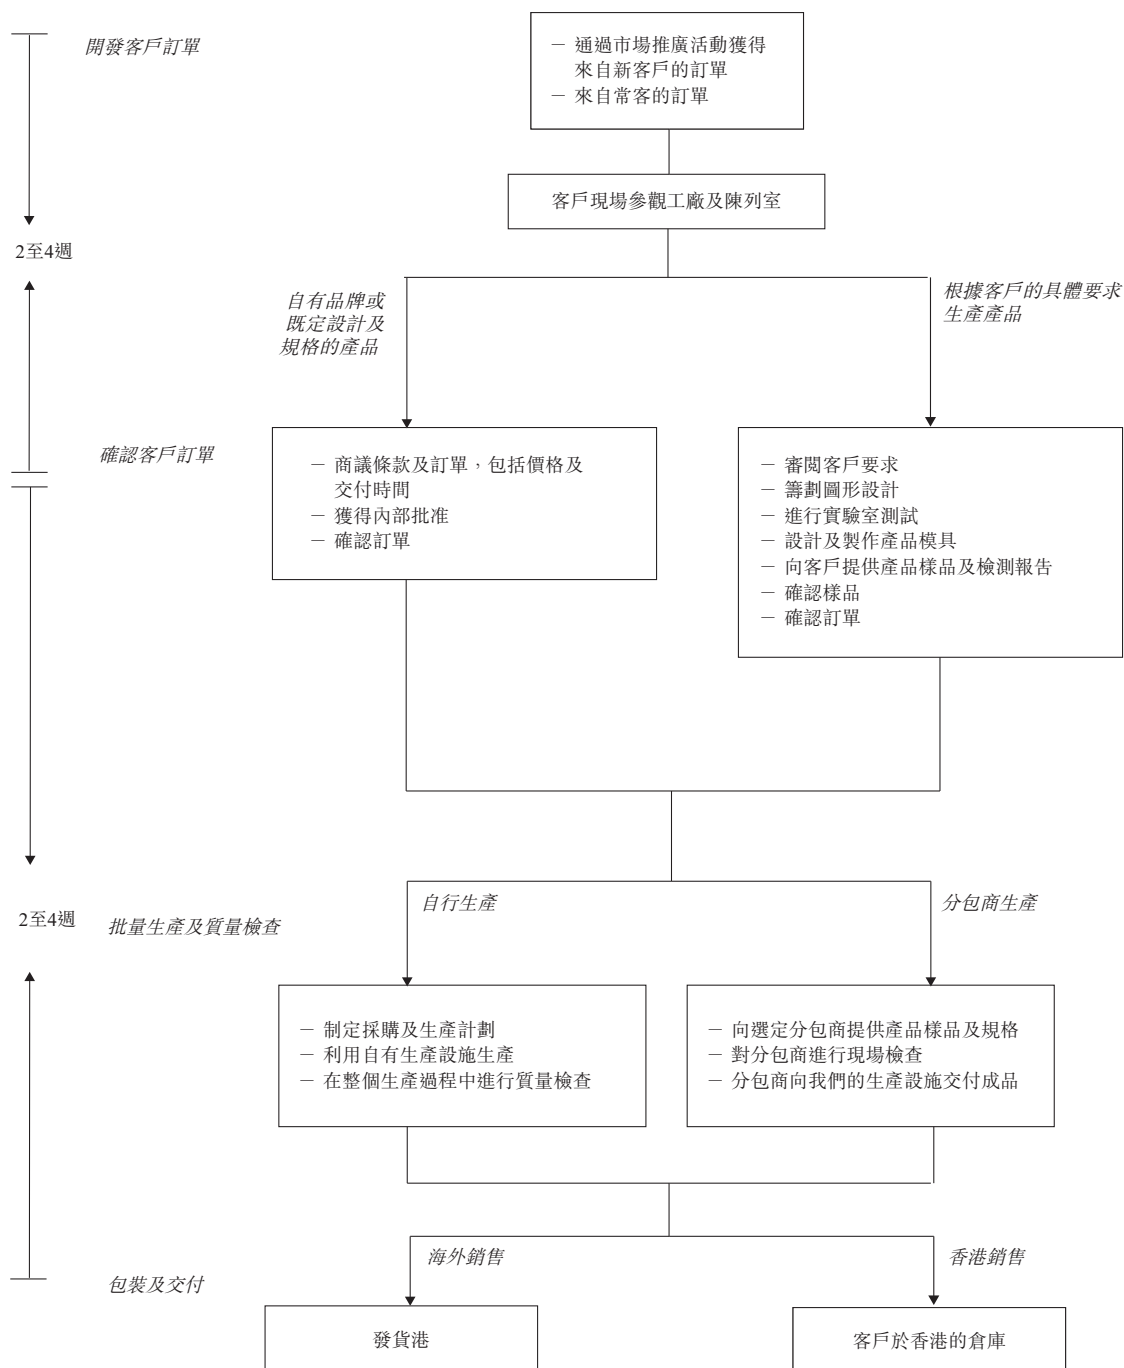 開發客戶訂單
－ 通過市場推廣活動獲得
來自新客戶的訂單
－ 來自常客的訂單
客戶現場參觀工廠及陳列室
2至4週
自有品牌或
既定設計及
規格的產品
根據客戶的具體要求
生產產品
確認客戶訂單
－ 商議條款及訂單，包括價格及
交付時間
－ 獲得內部批准
－ 確認訂單
－ 審閱客戶要求
－ 籌劃圖形設計
－ 進行實驗室測試
－ 設計及製作產品模具
－ 向客戶提供產品樣品及檢測報告
－ 確認樣品
－ 確認訂單
2至4週
批量生產及質量檢查
自行生產
分包商生產
－ 制定採購及生產計劃
－ 利用自有生產設施生產
－ 在整個生產過程中進行質量檢查
－ 向選定分包商提供產品樣品及規格
－ 對分包商進行現場檢查
－ 分包商向我們的生產設施交付成品
海外銷售
香港銷售
包裝及交付
發貨港
客戶於香港的倉庫